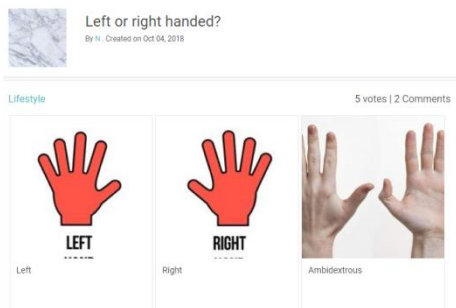 Left or right handed?
By N . Created on Oct 04, 2018
Lifestyle
5 votes | 2 Comments
LEFT
RIGHT
Left
Right
Ambidextrous